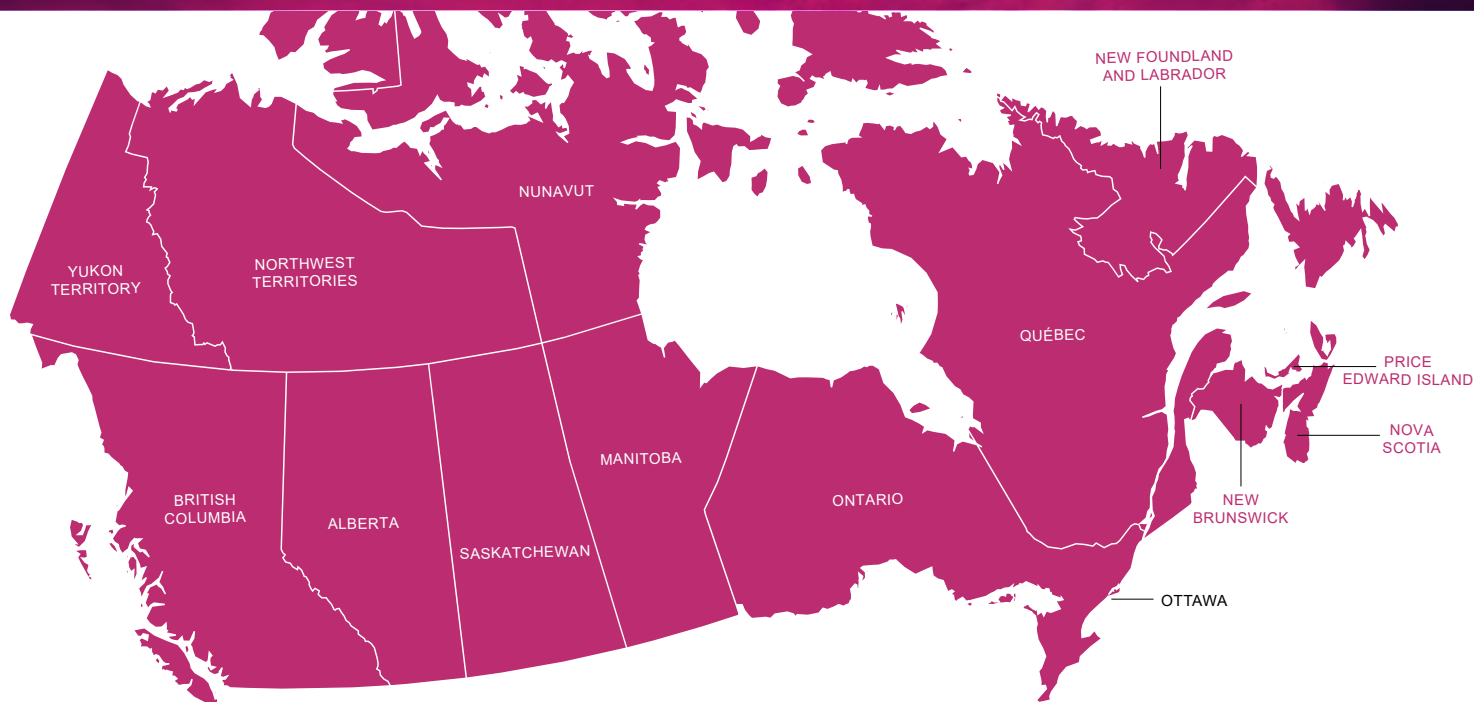 NEW FOUNDLAND
AND LABRADOR
NUNAVUT
YUKON
TERRITORY
NORTHWEST
TERRITORIES
QUÉBEC
PRICE
EDWARD ISLAND
NOVA
SCOTIA
MANITOBA
BRITISH
COLUMBIA
ALBERTA
SASKATCHEWAN
ONTARIO
NEW
BRUNSWICK
OTTAWA